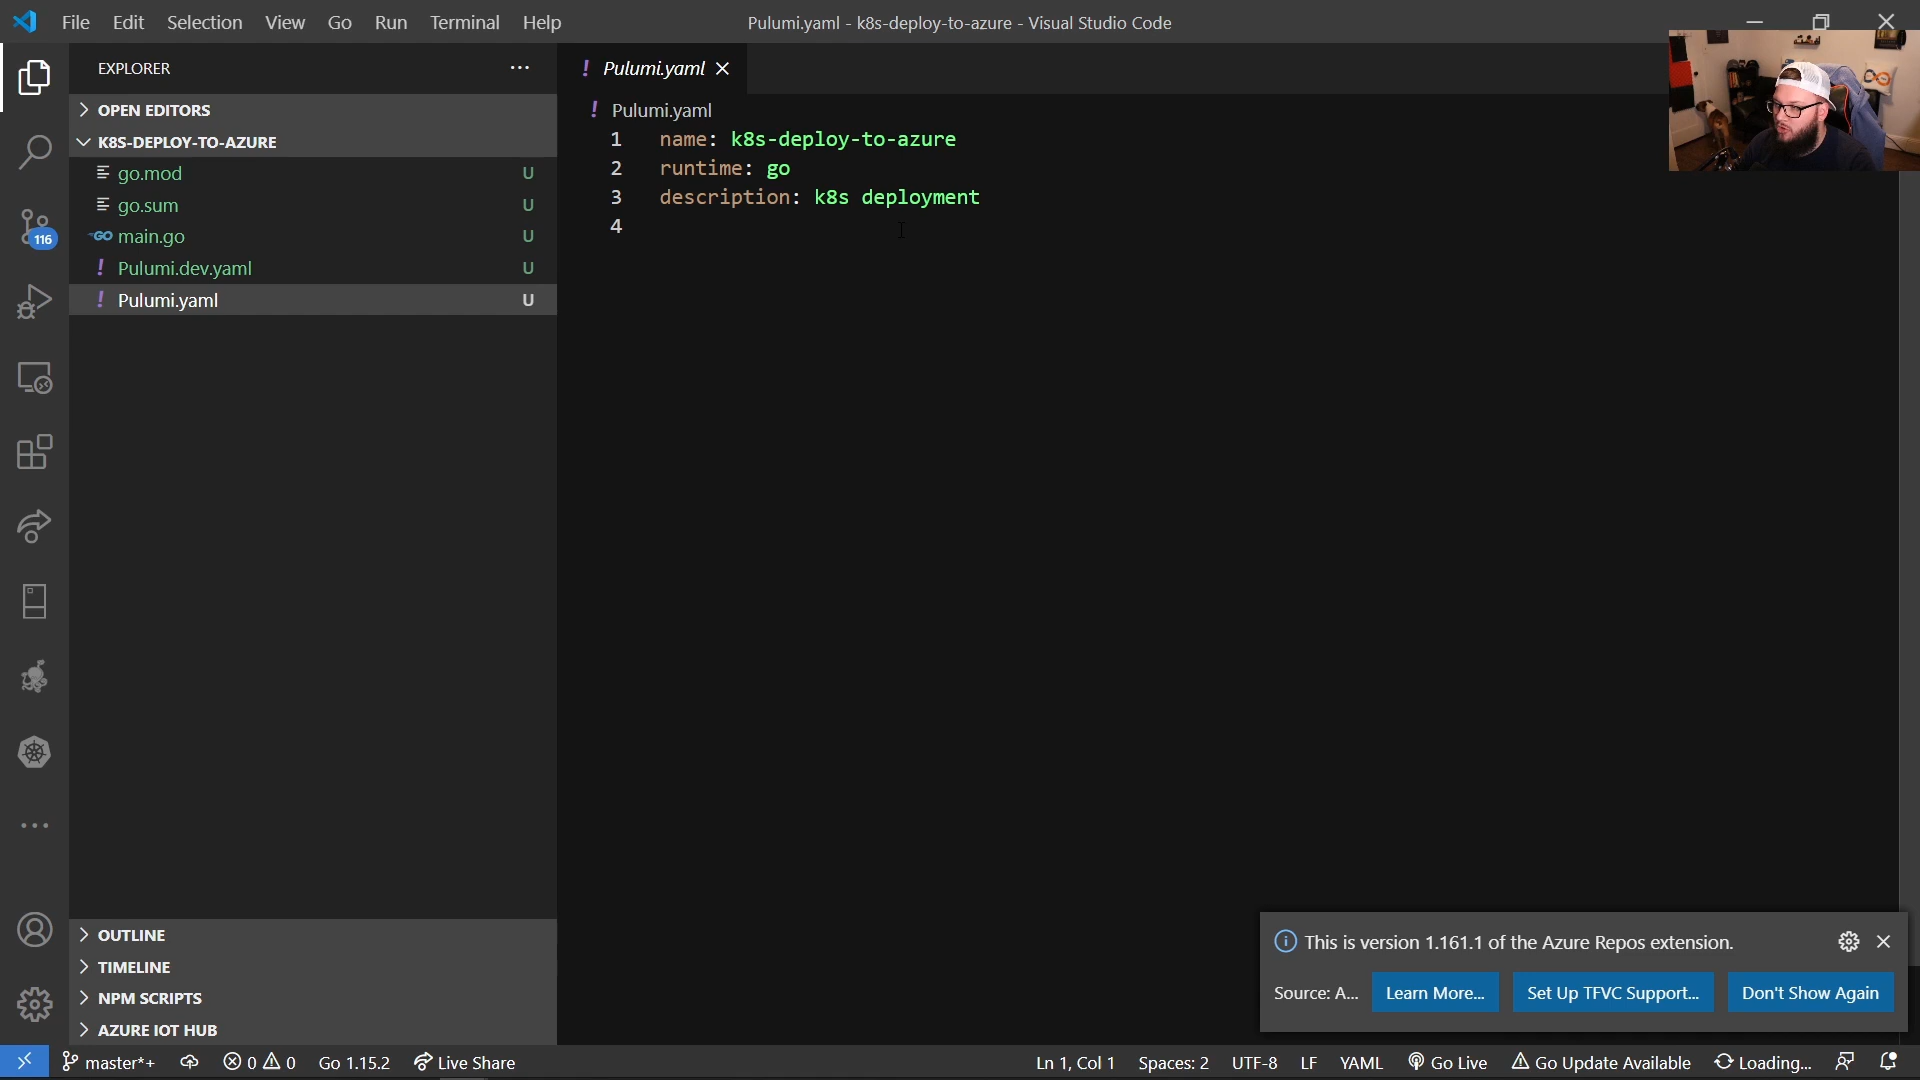 File Edit Selection View Go Run Terminal Help
Pulumi.yaml - k8s-deploy-to-azure - Visual Studio Code
EXPLORER
OPEN EDITORS
K8S-DEPLOY-TO-AZURE
go.mod U
go.sum U
GO main.go U
! Pulumi.dev.yaml U
! Pulumi.yaml U
116
OUTLINE
TIMELINE
NPM SCRIPTS
AZURE IOT HUB
! Pulumi.yaml
! Pulumi.yaml
1 name: k8s-deploy-to-azure
2 runtime: go
3 description: k8s deployment
4
This is version 1.161.1 of the Azure Repos extension.
Source: A... Learn More... Set Up TFVC Support... Don't Show Again
master*+ 0 0 Go 1.15.2 Live Share Ln 1, Col 1 Spaces: 2 UTF-8 LF YAML Go Live Go Update Available Loading...